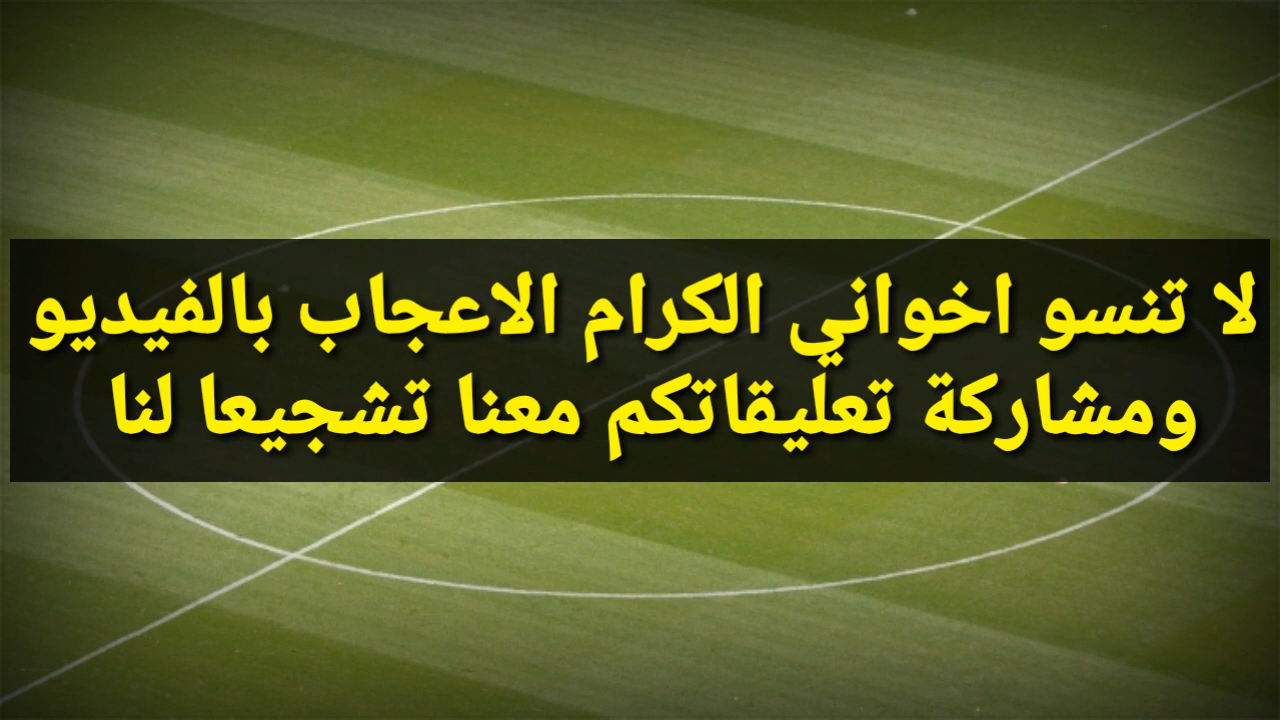 لا تنسو اخواني الكرام الاعجاب بالفيديو
ومشاركة تعليقاتكم معنا تشجيعا لنا